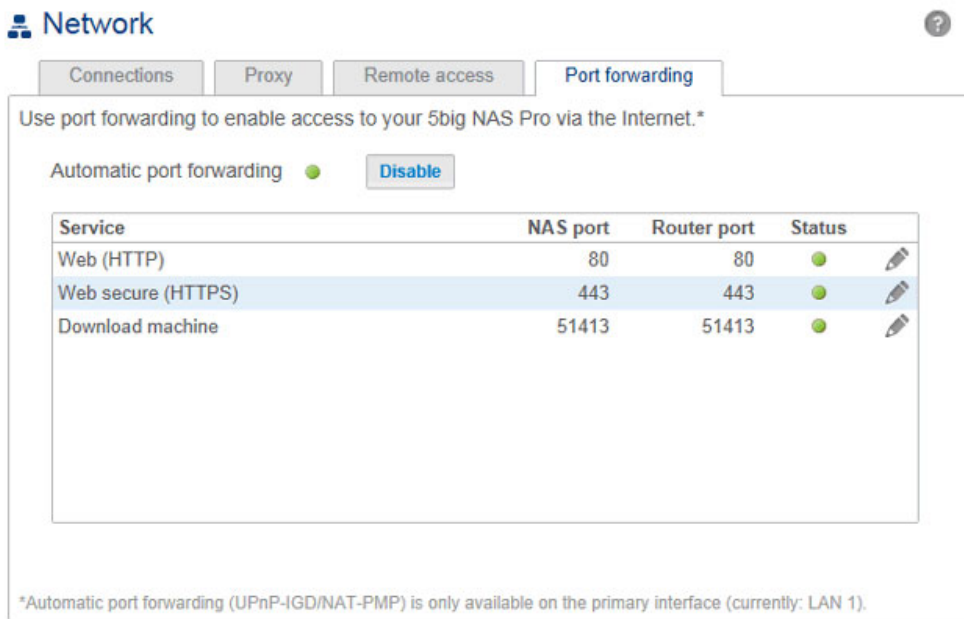 Network
Connections Proxy Remote access Port forwarding
Use port forwarding to enable access to your 5big NAS Pro via the Internet.*
Automatic port forwarding Disable
Service NAS port Router port Status
Web (HTTP) 80 80
Web secure (HTTPS) 443 443
Download machine 51413 51413
*Automatic port forwarding (UPnP-IGD/NAT-PMP) is only available on the primary interface (currently: LAN 1).